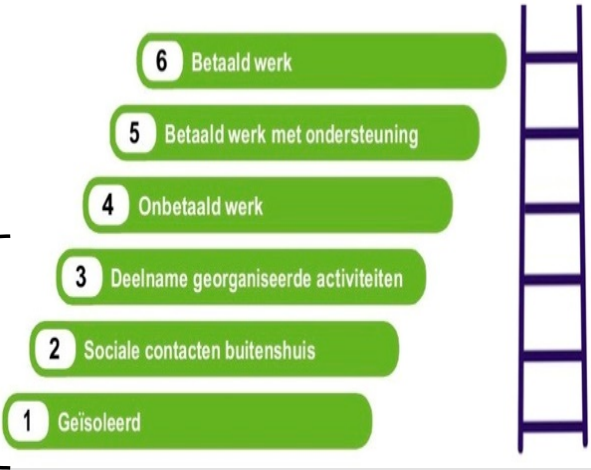 6 Betaald werk
5 Betaald werk met ondersteuning
4 Onbetaald werk
3 Deelname georganiseerde activiteiten
2 Sociale contacten buitenshuis
1 Geïsoleerd